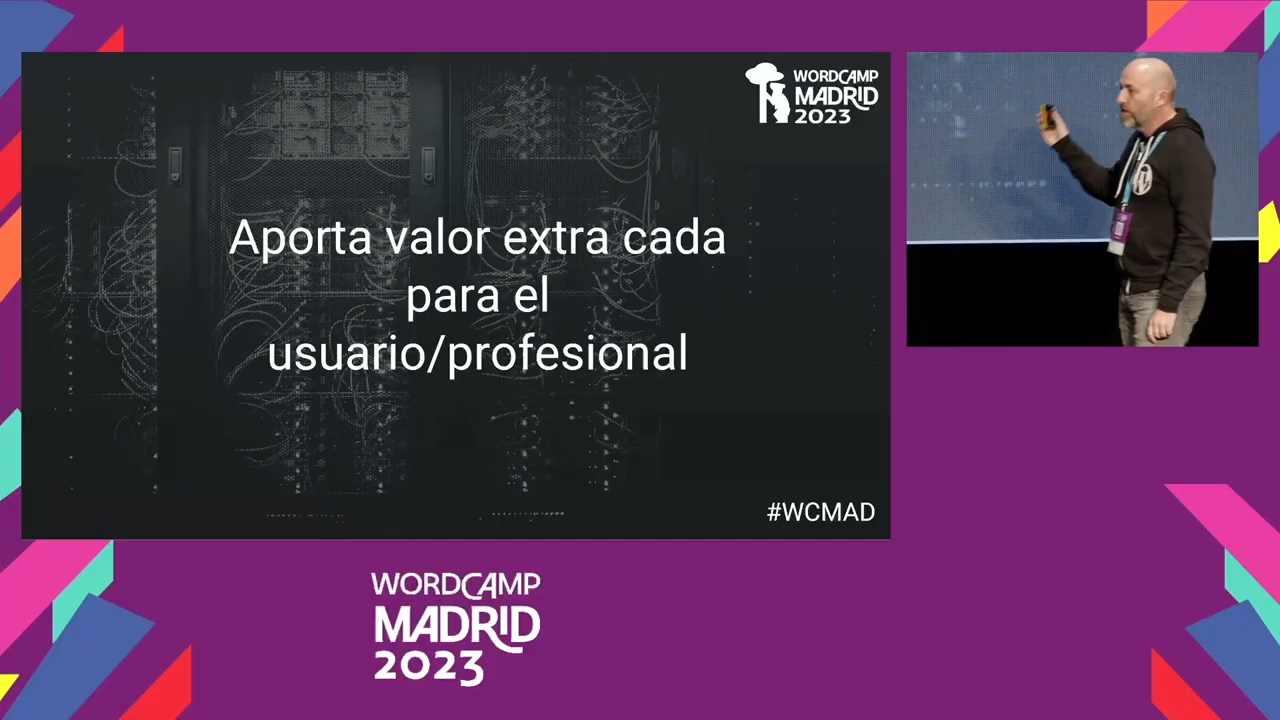 WORDCAMP
MADRID
2023
Aporta valor extra cada
para el
usuario/profesional
#WCMAD
WORDCAMP
MADRID
2023